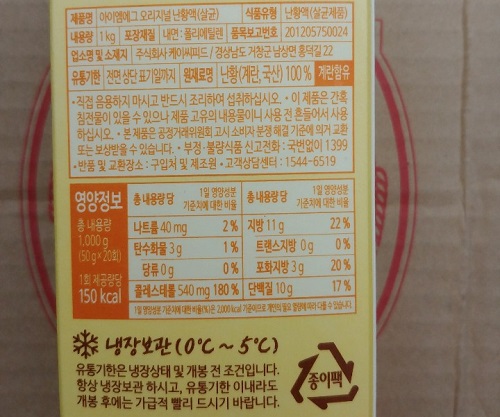 제품명 아이엠에그 오리지널 난황액(살균) 식품유형 난황액(살균제품)
내용량 1kg 포장재질 내면 : 폴리에틸렌 품목보고번호 201205750024
업소명 및 소재지 주식회사 케이씨피드 / 경상남도 거창군 남상면 홍덕길 22
유통기한 전면 상단 표기일까지 원재료명 난황(계란, 국산) 100% 계란함유
• 직접 음용하지 마시고 반드시 조리하여 섭취하십시오. • 이 제품은 간혹
침전물이 있을 수 있으나 제품 고유의 내용물이니 사용 전 흔들어서 사용
하십시오. • 본 제품은 공정거래위원회 고시 소비자 분쟁 해결 기준에 의거 교환
또는 보상받을 수 있습니다. • 부정·불량식품 신고전화 : 국번없이 1399
• 반품 및 교환장소 : 구입처 및 제조원 • 고객상담센터 : 1544-6519
영양정보
총 내용량
1,000 g
(50 g×20회)
1회 제공량당
150 kcal
총 내용량 당 1일 영양성분 기준치에 대한 비율 총 내용량 당 1일 영양성분 기준치에 대한 비율
나트륨 40 mg 2 % 지방 11 g 22 %
탄수화물 3 g 1 % 트랜스지방 0 g 0 %
당류 0 g 0 % 포화지방 3 g 20 %
콜레스테롤 540 mg 180 % 단백질 10 g 17 %
1일 영양성분 기준치에 대한 비율(%)은 2,000 kcal 기준이므로 개인의 필요 열량에 따라 다를 수 있습니다.
냉장보관 (0℃ ~ 5℃)
유통기한은 냉장상태 및 개봉 전 조건입니다.
항상 냉장보관 하시고, 유통기한 이내라도
개봉 후에는 가급적 빨리 드시기 바랍니다.
종이팩